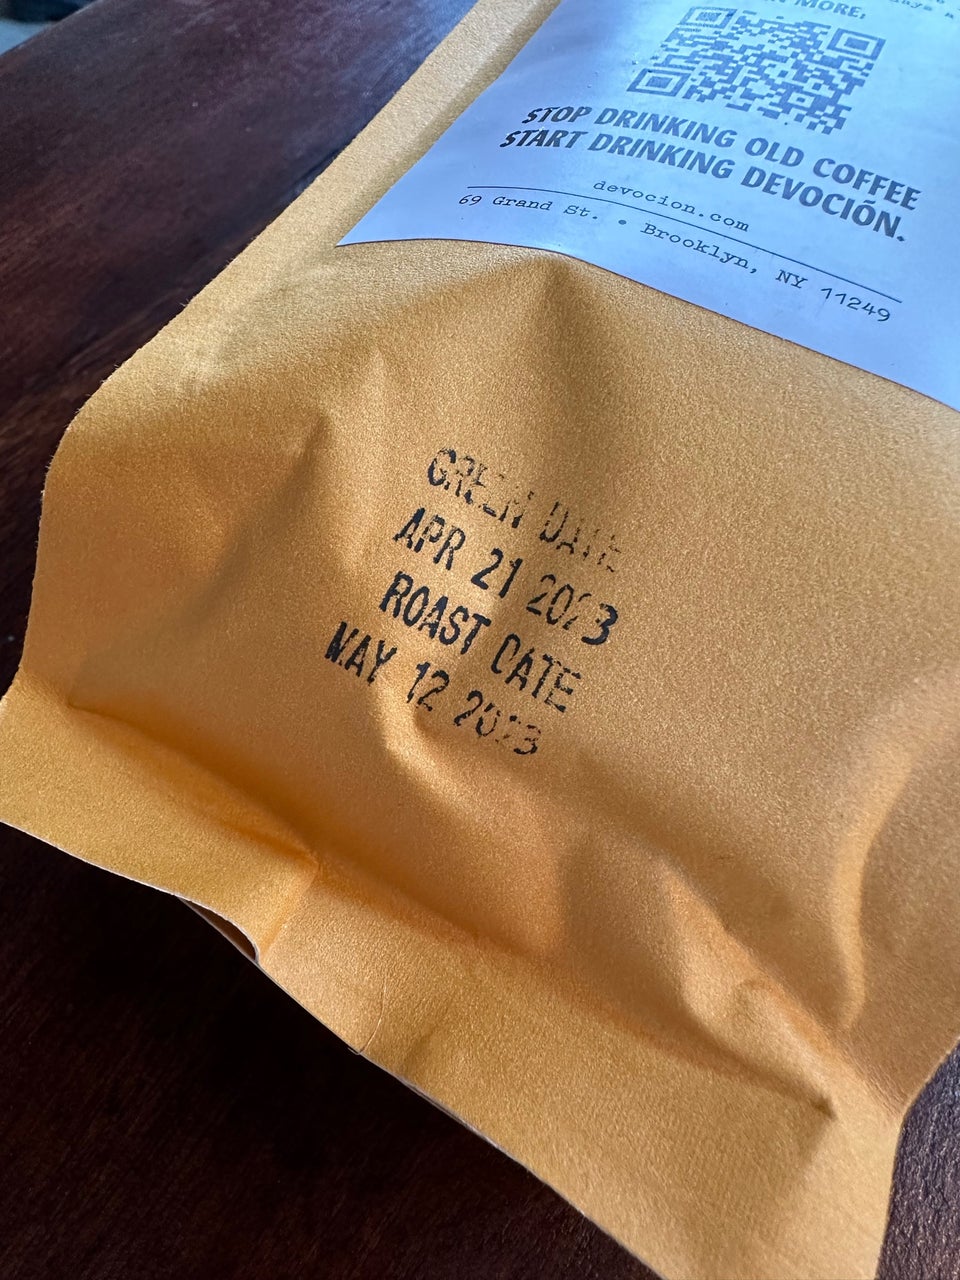 MORE:
STOP DRINKING OLD COFFEE
START DRINKING DEVOCIÓN.
devocion.com
69 Grand St. • Brooklyn, NY 11249
GREEN DATE
APR 21 2023
ROAST DATE
MAY 12 2023